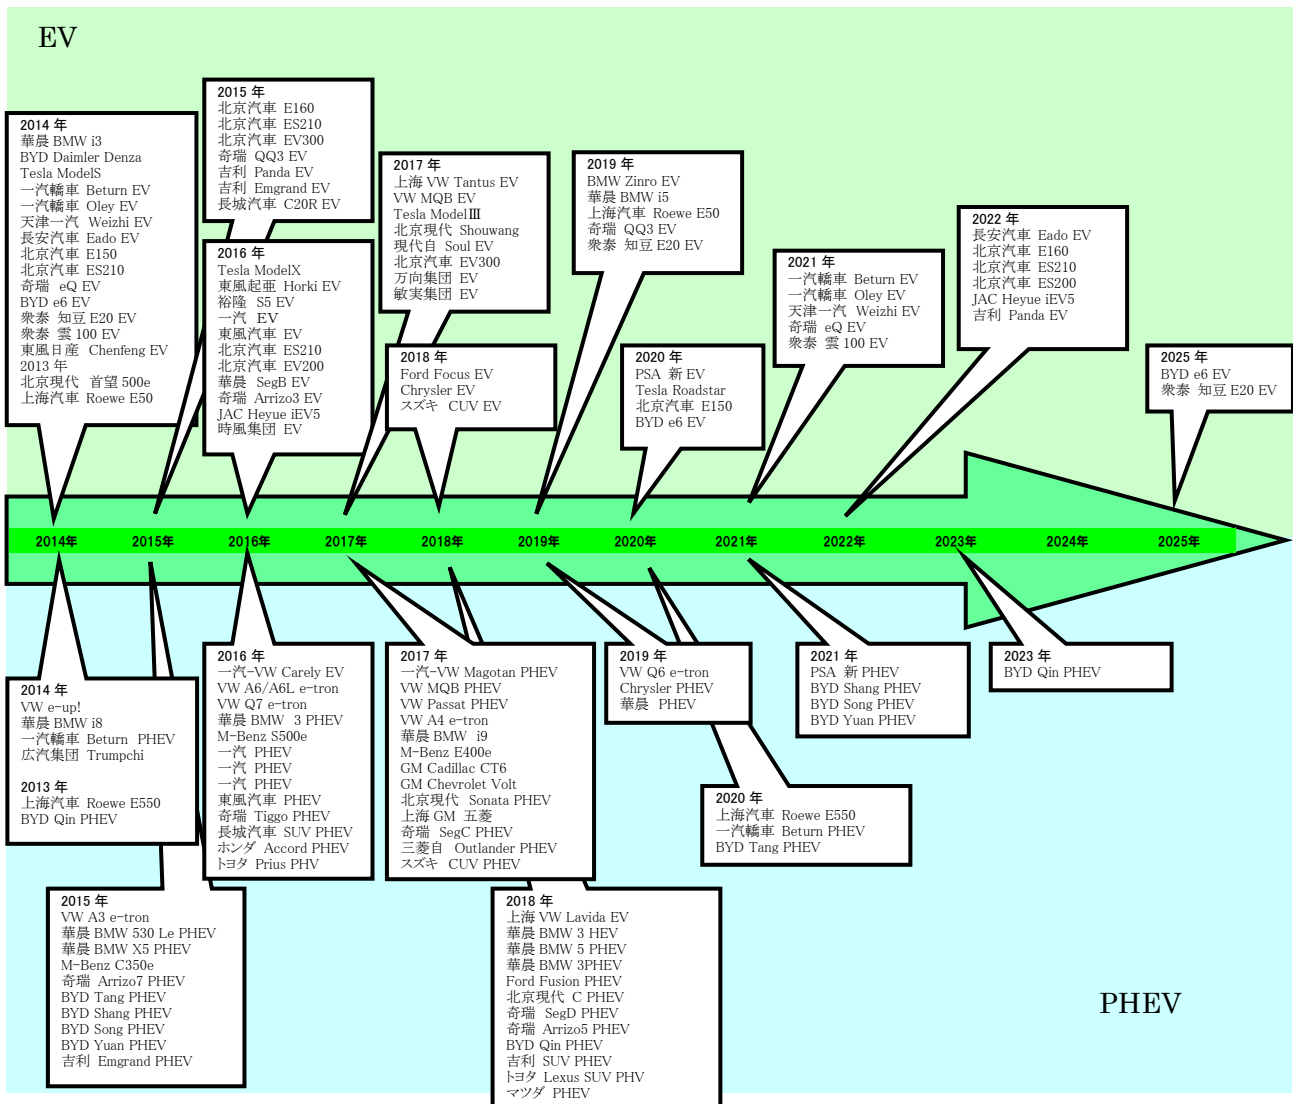 EV
2014 年
華晨 BMW i3
BYD Daimler Denza
Tesla ModelS
一汽轎車 Beturn EV
一汽轎車 Oley EV
天津一汽 Weizhi EV
長安汽車 Eado EV
北京汽車 E150
北京汽車 ES210
奇瑞 eQ EV
BYD e6 EV
衆泰 知豆 E20 EV
衆泰 雲 100 EV
東風日産 Chenfeng EV
2013 年
北京現代 首望 500e
上海汽車 Roewe E50
2015 年
北京汽車 E160
北京汽車 ES210
北京汽車 EV300
奇瑞 QQ3 EV
吉利 Panda EV
吉利 Emgrand EV
長城汽車 C20R EV
2016 年
Tesla ModelX
東風起亜 Horki EV
裕隆 S5 EV
一汽 EV
東風汽車 EV
北京汽車 ES210
北京汽車 EV200
華晨 SegB EV
奇瑞 Arrizo3 EV
JAC Heyue iEV5
時風集団 EV
2017 年
上海 VW Tantus EV
VW MQB EV
Tesla ModelⅢ
北京現代 Shouwang
現代自 Soul EV
北京汽車 EV300
万向集団 EV
敏実集団 EV
2018 年
Ford Focus EV
Chrysler EV
スズキ CUV EV
2019 年
BMW Zinro EV
華晨 BMW i5
上海汽車 Roewe E50
奇瑞 QQ3 EV
衆泰 知豆 E20 EV
2020 年
PSA 新 EV
Tesla Roadstar
北京汽車 E150
BYD e6 EV
2021 年
一汽轎車 Beturn EV
一汽轎車 Oley EV
天津一汽 Weizhi EV
奇瑞 eQ EV
衆泰 雲 100 EV
2022 年
長安汽車 Eado EV
北京汽車 E160
北京汽車 ES210
北京汽車 ES200
JAC Heyue iEV5
吉利 Panda EV
2025 年
BYD e6 EV
衆泰 知豆 E20 EV
2014年 2015年 2016年 2017年 2018年 2019年 2020年 2021年 2022年 2023年 2024年 2025年
2014 年
VW e-up!
華晨 BMW i8
一汽轎車 Beturn PHEV
広汽集団 Trumpchi
2013 年
上海汽車 Roewe E550
BYD Qin PHEV
2015 年
VW A3 e-tron
華晨 BMW 530 Le PHEV
華晨 BMW X5 PHEV
M-Benz C350e
奇瑞 Arrizo7 PHEV
BYD Tang PHEV
BYD Shang PHEV
BYD Song PHEV
BYD Yuan PHEV
吉利 Emgrand PHEV
2016 年
一汽-VW Carely EV
VW A6/A6L e-tron
VW Q7 e-tron
華晨 BMW 3 PHEV
M-Benz S500e
一汽 PHEV
一汽 PHEV
一汽 PHEV
東風汽車 PHEV
奇瑞 Tiggo PHEV
長城汽車 SUV PHEV
ホンダ Accord PHEV
トヨタ Prius PHV
2017 年
一汽-VW Magotan PHEV
VW MQB PHEV
VW Passat PHEV
VW A4 e-tron
華晨 BMW i9
M-Benz E400e
GM Cadillac CT6
GM Chevrolet Volt
北京現代 Sonata PHEV
上海 GM 五菱
奇瑞 SegC PHEV
三菱自 Outlander PHEV
スズキ CUV PHEV
2018 年
上海 VW Lavida EV
華晨 BMW 3 HEV
華晨 BMW 5 PHEV
華晨 BMW 3PHEV
Ford Fusion PHEV
北京現代 C PHEV
奇瑞 SegD PHEV
奇瑞 Arrizo5 PHEV
BYD Qin PHEV
吉利 SUV PHEV
トヨタ Lexus SUV PHV
マツダ PHEV
2019 年
VW Q6 e-tron
Chrysler PHEV
華晨 PHEV
2020 年
上海汽車 Roewe E550
一汽轎車 Beturn PHEV
BYD Tang PHEV
2021 年
PSA 新 PHEV
BYD Shang PHEV
BYD Song PHEV
BYD Yuan PHEV
2023 年
BYD Qin PHEV
PHEV